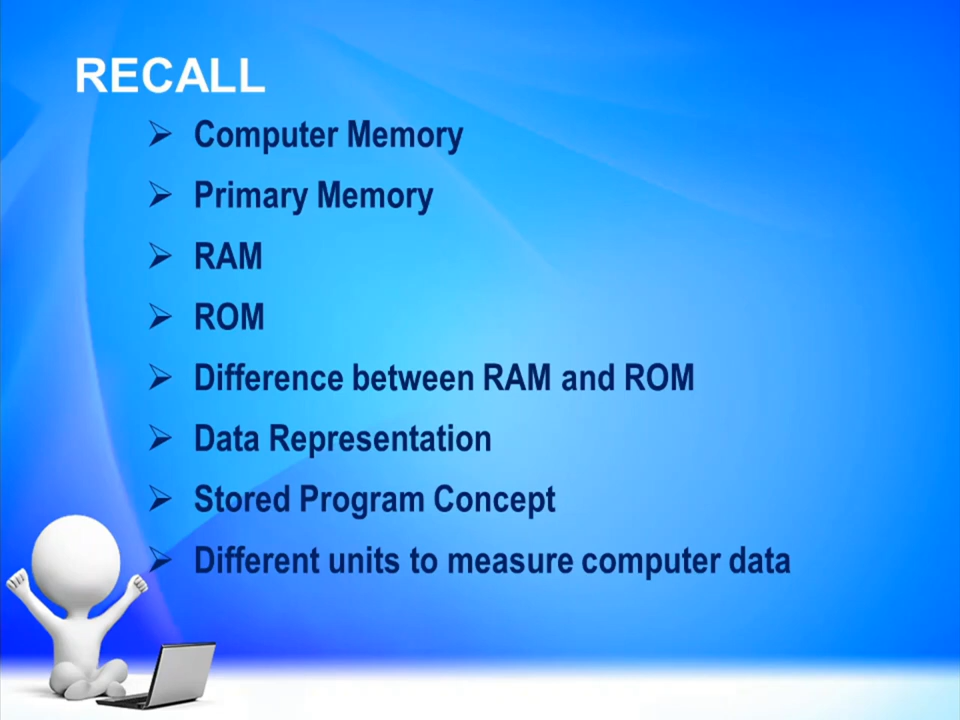 RECALL
➢ Computer Memory
➢ Primary Memory
➢ RAM
➢ ROM
➢ Difference between RAM and ROM
➢ Data Representation
➢ Stored Program Concept
➢ Different units to measure computer data